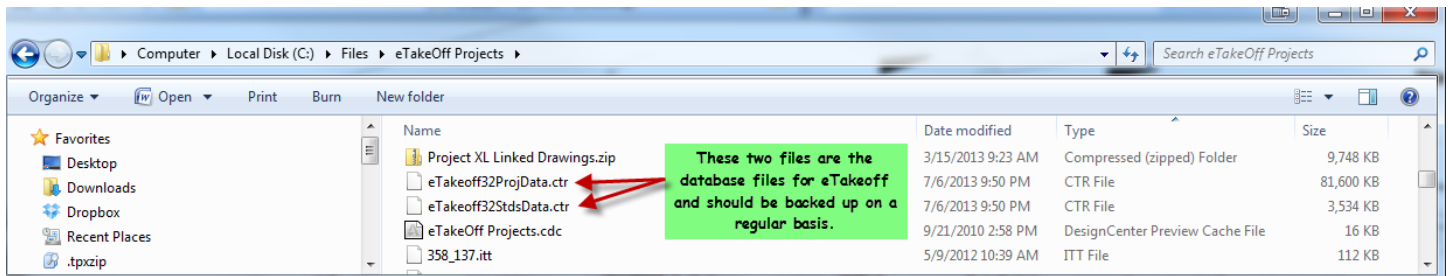 Computer ▸ Local Disk (C:) ▸ Files ▸ eTakeOff Projects ▸
Search eTakeOff Projects
Organize ▾ Open ▾ Print Burn New folder
Favorites
Desktop
Downloads
Dropbox
Recent Places
.tpxzip
Name Date modified Type Size
Project XL Linked Drawings.zip 3/15/2013 9:23 AM Compressed (zipped) Folder 9,748 KB
eTakeoff32ProjData.ctr 7/6/2013 9:50 PM CTR File 81,600 KB
eTakeoff32StdsData.ctr 7/6/2013 9:50 PM CTR File 3,534 KB
eTakeOff Projects.cdc 9/21/2010 2:58 PM DesignCenter Preview Cache File 16 KB
358_137.itt 5/9/2012 10:39 AM ITT File 112 KB
These two files are the
database files for eTakeoff
and should be backed up on a
regular basis.